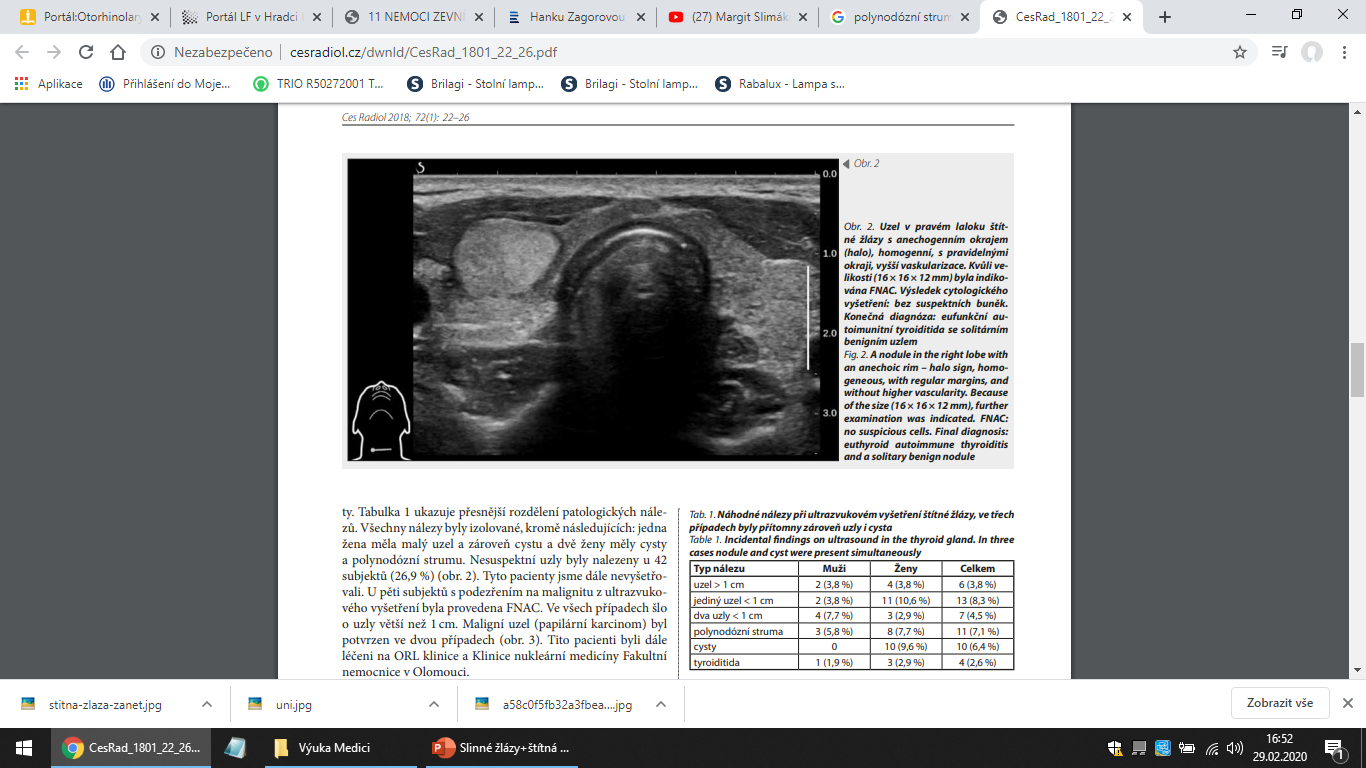 Portál:Otorhinolary
Portál LF v Hradci
11 NEMOCI ZEVNÍ
Hanku Zagorovou
(27) Margit Slimák
polynodózní strum
CesRad_1801_22_2
Nezabezpečeno | cesradiol.cz/dwnld/CesRad_1801_22_26.pdf
Aplikace
Přihlášení do Moje...
TRIO R50272001 T...
Brilagi - Stolní lamp...
Brilagi - Stolní lamp...
Rabalux - Lampa s...
Ces Radiol 2018; 72(1): 22–26
0.0
1.0
2.0
3.0
Obr. 2
Obr. 2. Uzel v pravém laloku štít-
né žlázy s anechogenním okrajem
(halo), homogenní, s pravidelnými
okraji, vyšší vaskularizace. Kvůli ve-
likosti (16 × 16 × 12 mm) byla indiko-
vána FNAC. Výsledek cytologického
vyšetření: bez suspektních buněk.
Konečná diagnóza: eufunkční au-
toimunitní tyroiditida se solitárním
benigním uzlem
Fig. 2. A nodule in the right lobe with
an anechoic rim – halo sign, homo-
geneous, with regular margins, and
without higher vascularity. Because
of the size (16 × 16 × 12 mm), further
examination was indicated. FNAC:
no suspicious cells. Final diagnosis:
euthyroid autoimmune thyroiditis
and a solitary benign nodule
ty. Tabulka 1 ukazuje přesnější rozdělení patologických nále-
zů. Všechny nálezy byly izolované, kromě následujících: jedna
žena měla malý uzel a zároveň cystu a dvě ženy měly cysty
a polynodózní strumu. Nesuspektní uzly byly nalezeny u 42
subjektů (26,9 %) (obr. 2). Tyto pacienty jsme dále nevyšetřo-
vali. U pěti subjektů s podezřením na malignitu z ultrazvuko-
vého vyšetření byla provedena FNAC. Ve všech případech šlo
o uzly větší než 1 cm. Maligní uzel (papilární karcinom) byl
potvrzen ve dvou případech (obr. 3). Tito pacienti byli dále
léčeni na ORL klinice a Klinice nukleární medicíny Fakultní
nemocnice v Olomouci.
Tab. 1. Náhodné nálezy při ultrazvukovém vyšetření štítné žlázy, ve třech
případech byly přítomny zároveň uzly i cysta
Table 1. Incidental findings on ultrasound in the thyroid gland. In three
cases nodule and cyst were present simultaneously
Typ nálezu Muži Ženy Celkem
uzel > 1 cm 2 (3,8 %) 4 (3,8 %) 6 (3,8 %)
jediný uzel < 1 cm 2 (3,8 %) 11 (10,6 %) 13 (8,3 %)
dva uzly < 1 cm 4 (7,7 %) 3 (2,9 %) 7 (4,5 %)
polynodózní struma 3 (5,8 %) 8 (7,7 %) 11 (7,1 %)
cysty 0 10 (9,6 %) 10 (6,4 %)
tyroiditida 1 (1,9 %) 3 (2,9 %) 4 (2,6 %)
stitna-zlaza-zanet.jpg
uni.jpg
a58c0f5fb32a3fbea....jpg
Zobrazit vše
CesRad_1801_22_26...
Výuka Medici
Slinné žlázy+štítná ...
16:52
29.02.2020
1